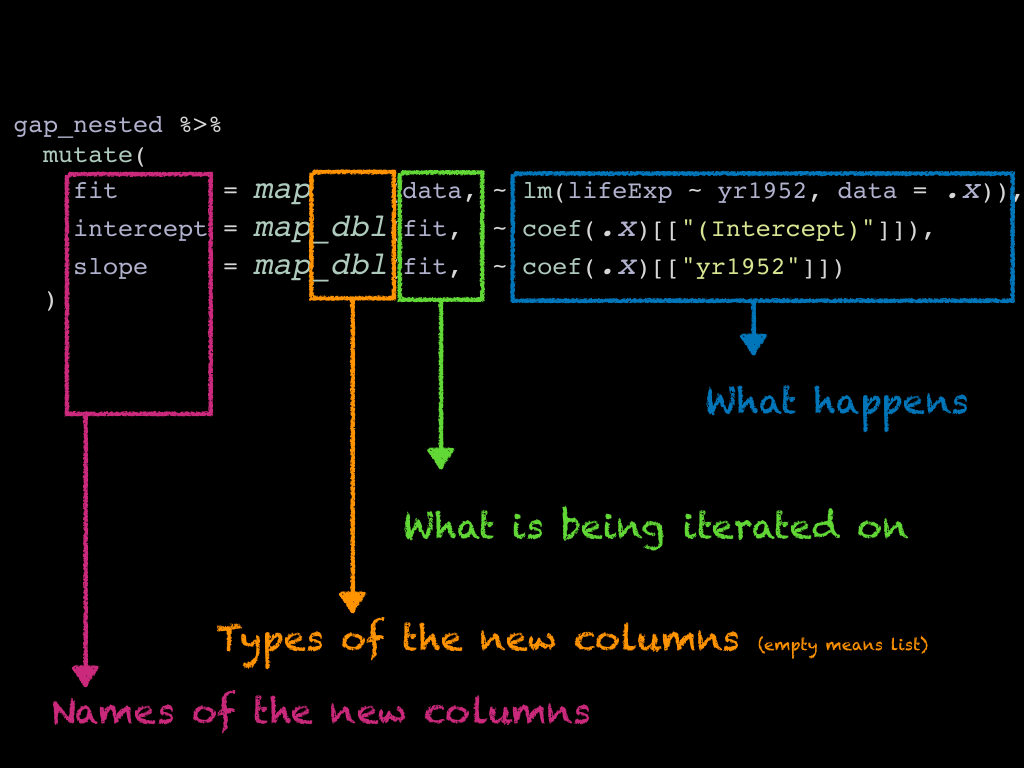 gap_nested %>%
mutate(
fit = map data, ~ lm(lifeExp ~ yr1952, data = .x)),
intercept = map_dbl fit, ~ coef(.x)[["(Intercept)"]]),
slope = map_dbl fit, ~ coef(.x)[["yr1952"]])
)
What happens
What is being iterated on
Types of the new columns (empty means list)
Names of the new columns